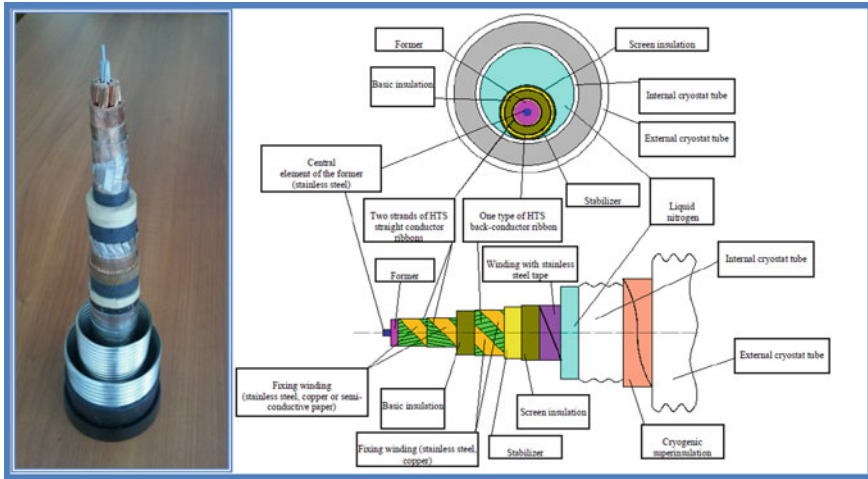 Former
Screen insulation
Basic insulation
Internal cryostat tube
External cryostat tube
Central
element of the former
(stainless steel)
Two strands of HTS
straight conductor
ribbons
One type of HTS
back-conductor ribbon
Stabilizer
Liquid
nitrogen
Winding with stainless
steel tape
Former
Internal cryostat tube
External cryostat tube
Fixing winding
(stainless steel, copper or semi-
conductive paper)
Basic insulation
Screen insulation
Fixing winding (stainless steel,
copper)
Stabilizer
Cryogenic
superinsulation